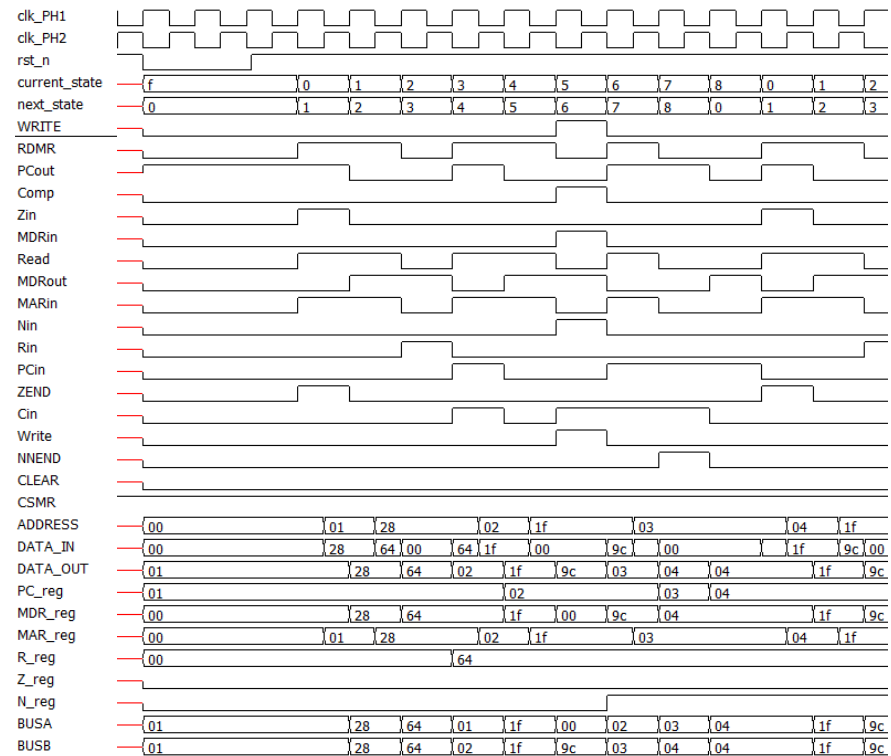 clk_PH1
clk_PH2
rst_n
current_state f 0 1 2 3 4 5 6 7 8 0 1 2
next_state 0 1 2 3 4 5 6 7 8 0 1 2 3
WRITE
RDMR
PCout
Comp
Zin
MDRin
Read
MDRout
MARin
Nin
Rin
PCin
ZEND
Cin
Write
NNEND
CLEAR
CSMR
ADDRESS 00 01 28 02 1f 03 04 1f
DATA_IN 00 28 64 00 64 1f 00 9c 00 1f 9c 00
DATA_OUT 01 28 64 02 1f 9c 03 04 04 1f 9c
PC_reg 01 02 03 04
MDR_reg 00 28 64 1f 00 9c 04 1f 9c
MAR_reg 00 01 28 02 1f 03 04 1f
R_reg 00 64
Z_reg
N_reg
BUSA 01 28 64 01 1f 00 02 03 04 1f 9c
BUSB 01 28 64 02 1f 9c 03 04 04 1f 9c